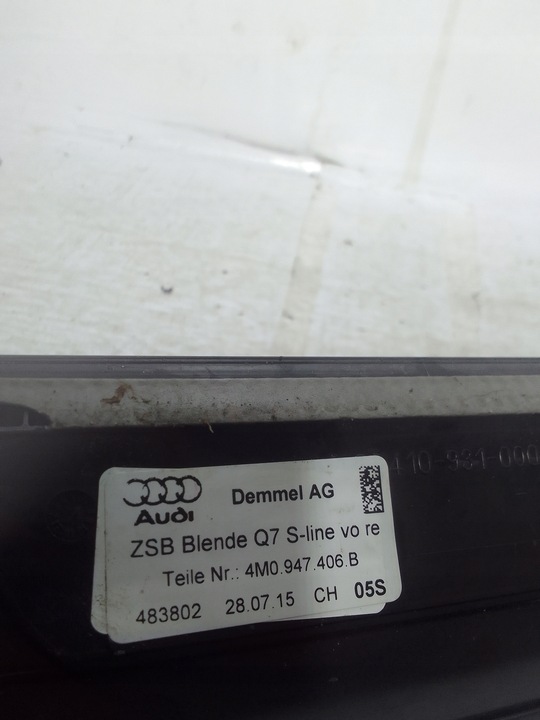 Demmel AG
Audi
ZSB Blende Q7 S-line vo re
Teile Nr.: 4M0.947.406.B
483802 28.07.15 CH 05S